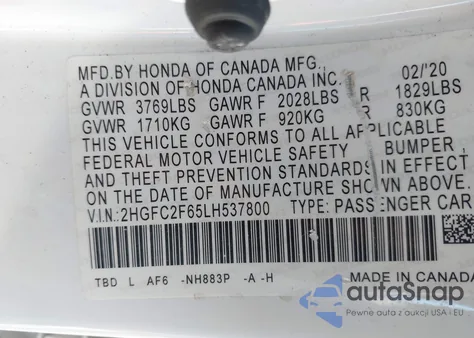 MFD.BY HONDA OF CANADA MFG.,
A DIVISION OF HONDA CANADA INC. 02/'20
GVWR 3769LBS GAWR F 2028LBS R 1829LBS
GVWR 1710KG GAWR F 920KG R 830KG
THIS VEHICLE CONFORMS TO ALL APPLICABLE
FEDERAL MOTOR VEHICLE SAFETY BUMPER,
AND THEFT PREVENTION STANDARDS IN EFFECT
ON THE DATE OF MANUFACTURE SHOWN ABOVE.
V.I.N.:2HGFC2F65LH537800 TYPE: PASSENGER CAR
TBD L AF6 -NH883P -A -H
MADE IN CANADA
autoSnap
Pewne auta z aukcji USA i EU